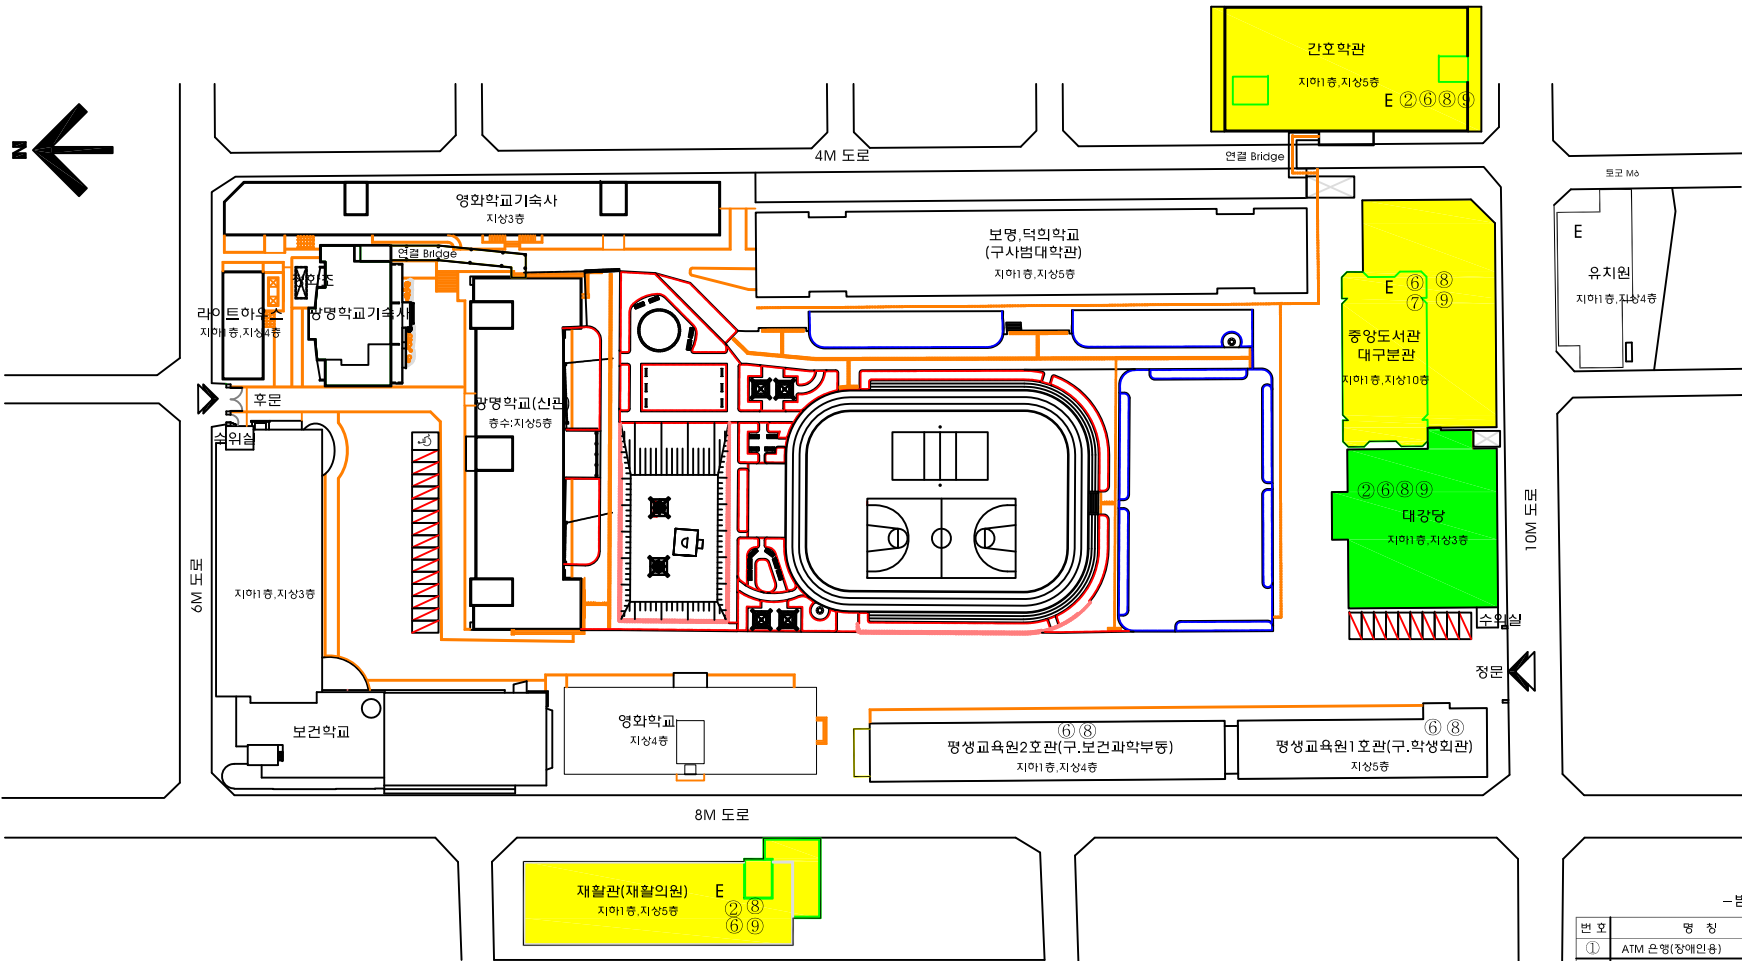 간호학관
지하1층,지상5층
E ②⑥⑧⑨
N
4M 도로
연결 Bridge
영화학교기숙사
지상3층
보명,덕희학교
(구사범대학관)
지하1층,지상5층
E
유치원
지하1층,지상4층
연결 Bridge
라이트하우스
지하1층,지상4층
광명학교기숙사
E ⑥ ⑧
⑦ ⑨
중앙도서관
대구분관
지하1층,지상10층
후문
수위실
광명학교(신관)
층수:지상5층
②⑥⑧⑨
대강당
지하1층,지상3층
10M 도로
6M 도로
지하1층,지상3층
수위실
정문
보건학교
영화학교
지상4층
⑥⑧
평생교육원2호관(구.보건과학부동)
지하1층,지상4층
⑥⑧
평생교육원1호관(구.학생회관)
지상5층
8M 도로
재활관(재활의원) E
지하1층,지상5층
② ⑧
⑥ ⑨
번 호 명 칭
① ATM 은행(장애인용)